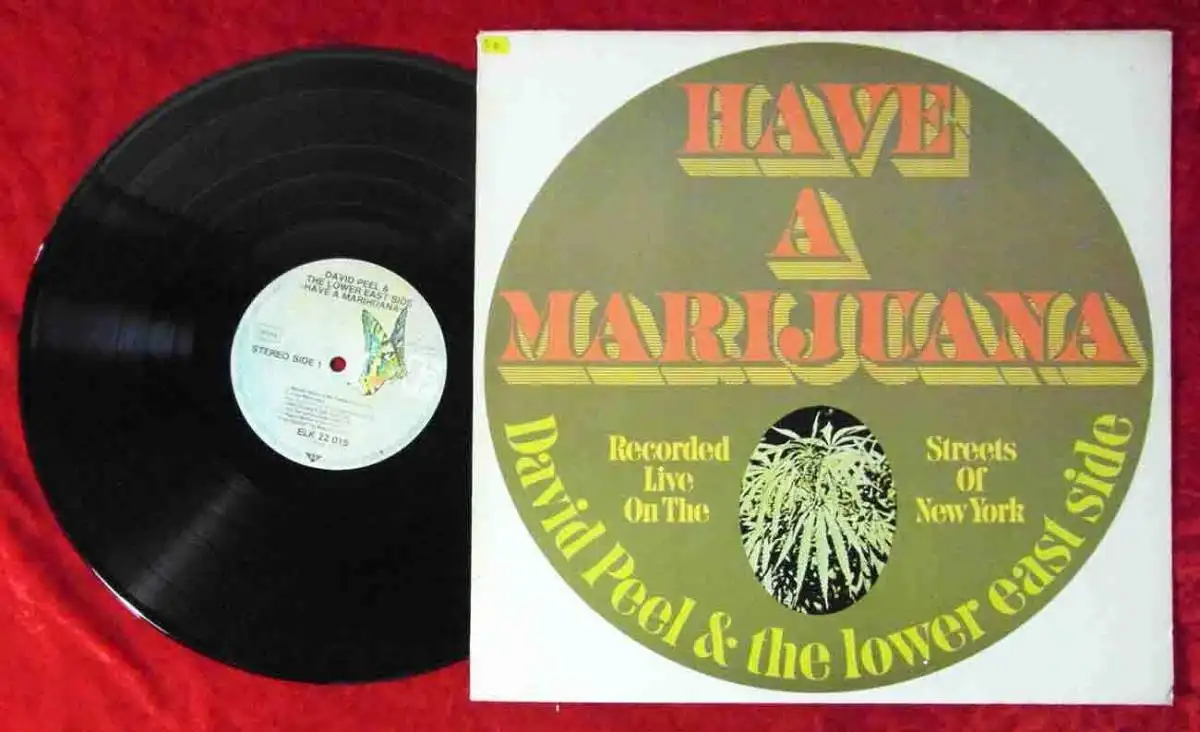 DAVID PEEL &
THE LOWER EAST SIDE
HAVE A MARIHUANA
STEREO SIDE 1
ELK 22 015
HAVE
A
MARIJUANA
Recorded
Live
On The
Streets
Of
New York
David Peel & the lower east side